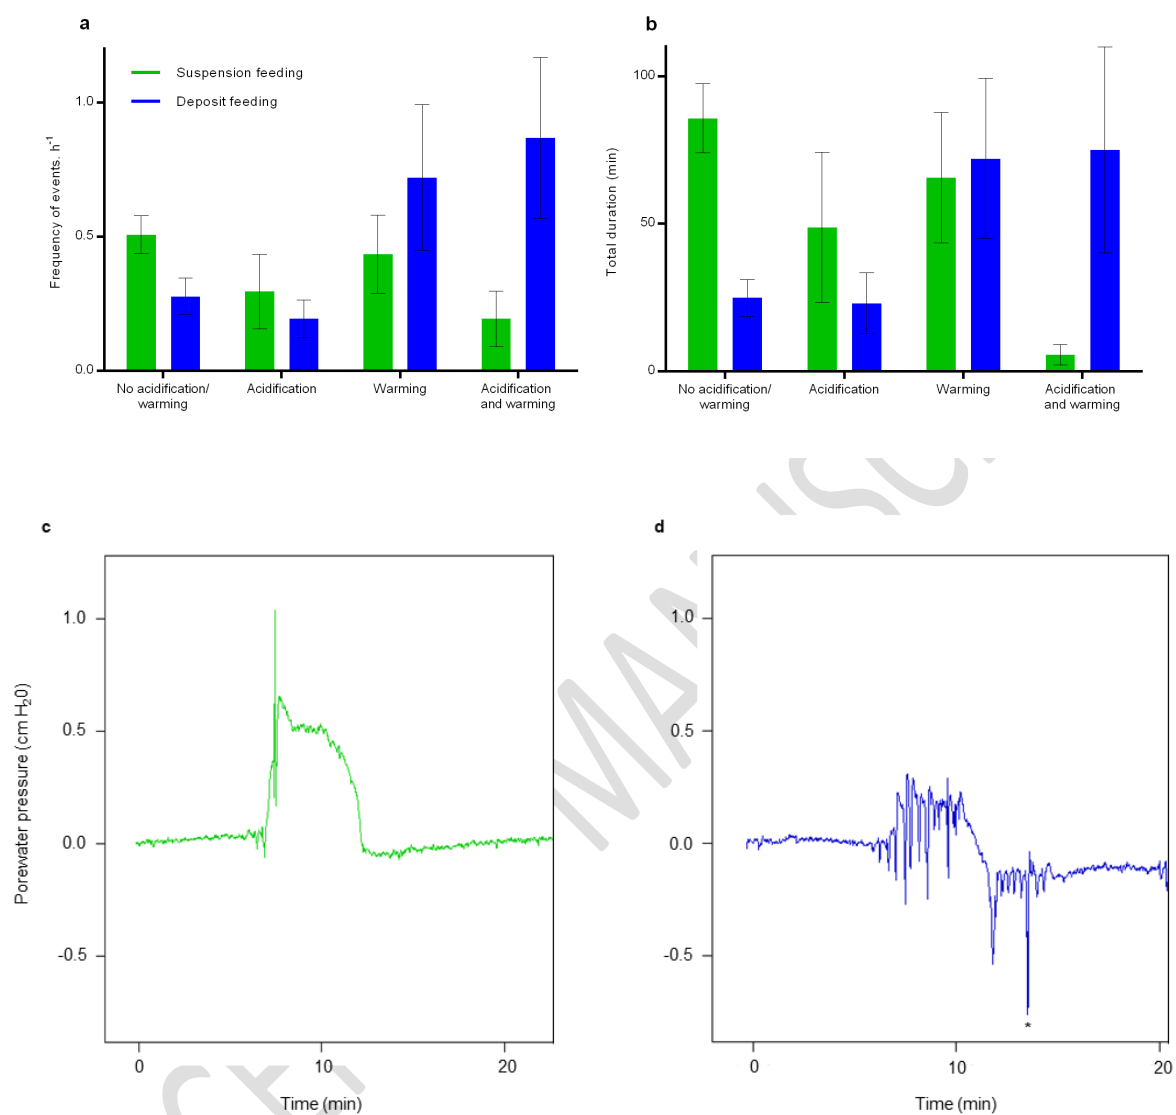 a
Suspension feeding
Deposit feeding
Frequency of events. h-1
1.0
0.5
0.0
No acidification/
warming
Acidification
Warming
Acidification
and warming
b
Total duration (min)
100
50
0
No acidification/
warming
Acidification
Warming
Acidification
and warming
c
Porewater pressure (cm H20)
1.0
0.5
0.0
-0.5
0
10
20
Time (min)
d
1.0
0.5
0.0
-0.5
*
0
10
20
Time (min)